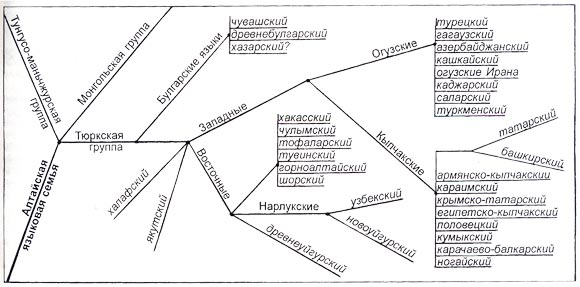 Тунгусо-маньчжурская
группа
Монгольская группа
Алтайская
языковая семья
Тюркская
группа
Булгарские языки
чувашский
древнебулгарский
хазарский?
Западные
Огузские
турецкий
гагаузский
азербайджанский
кашкайский
огузские Ирана
каджарский
саларский
туркменский
Кыпчакские
татарский
башкирский
армянско-кыпчакский
караимский
крымско-татарский
египетско-кыпчакский
половецкий
кумыкский
карачаево-балкарский
ногайский
Восточные
хакасский
чулымский
тофаларский
тувинский
горноалтайский
шорский
Нарлукские
узбекский
новоуйгурский
древнеуйгурский
халафский
якутский